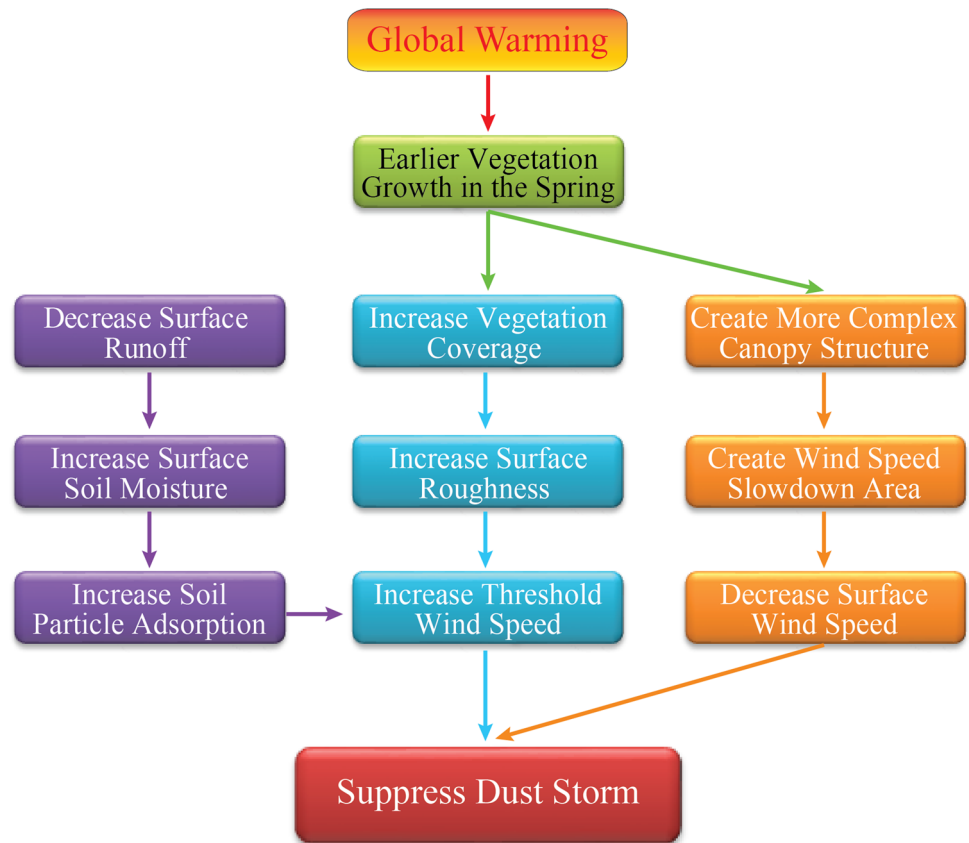 Global Warming
Earlier Vegetation
Growth in the Spring
Decrease Surface
Runoff
Increase Vegetation
Coverage
Create More Complex
Canopy Structure
Increase Surface
Soil Moisture
Increase Surface
Roughness
Create Wind Speed
Slowdown Area
Increase Soil
Particle Adsorption
Increase Threshold
Wind Speed
Decrease Surface
Wind Speed
Suppress Dust Storm